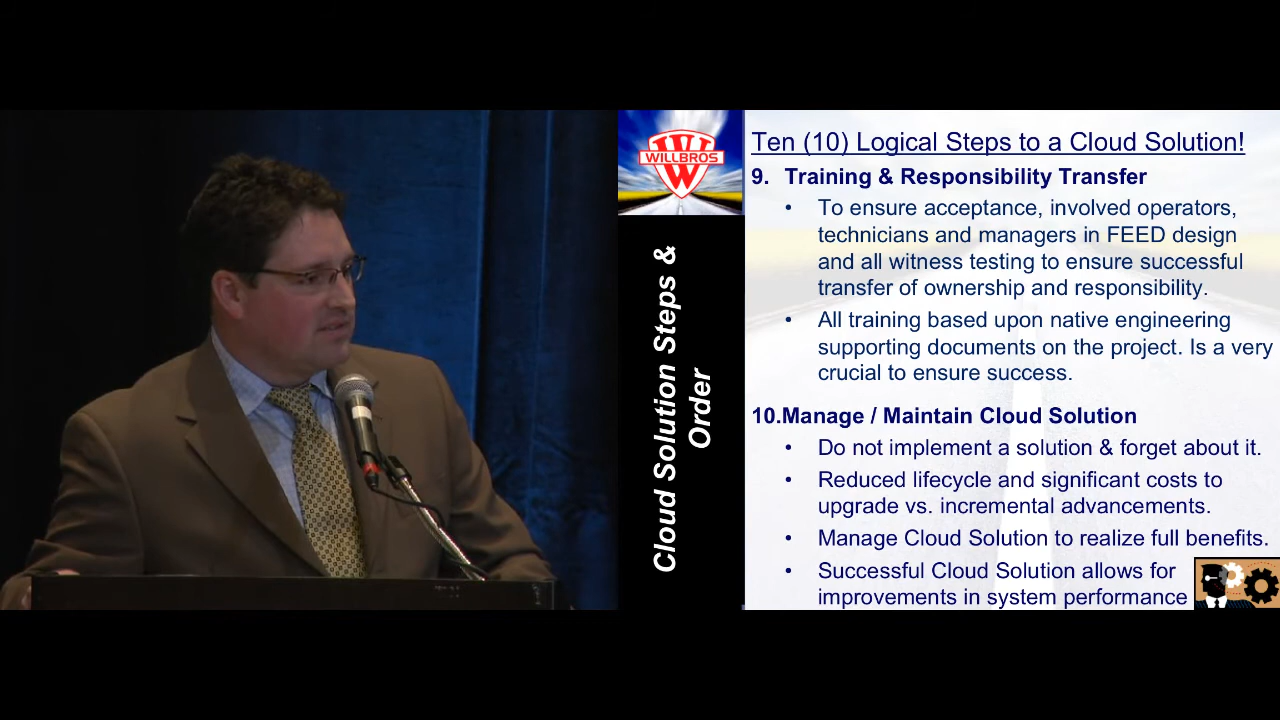 WILLBROS
W
Cloud Solution Steps &
Order
Ten (10) Logical Steps to a Cloud Solution!
9. Training & Responsibility Transfer
• To ensure acceptance, involved operators,
technicians and managers in FEED design
and all witness testing to ensure successful
transfer of ownership and responsibility.
• All training based upon native engineering
supporting documents on the project. Is a very
crucial to ensure success.
10.Manage / Maintain Cloud Solution
• Do not implement a solution & forget about it.
• Reduced lifecycle and significant costs to
upgrade vs. incremental advancements.
• Manage Cloud Solution to realize full benefits.
• Successful Cloud Solution allows for
improvements in system performance